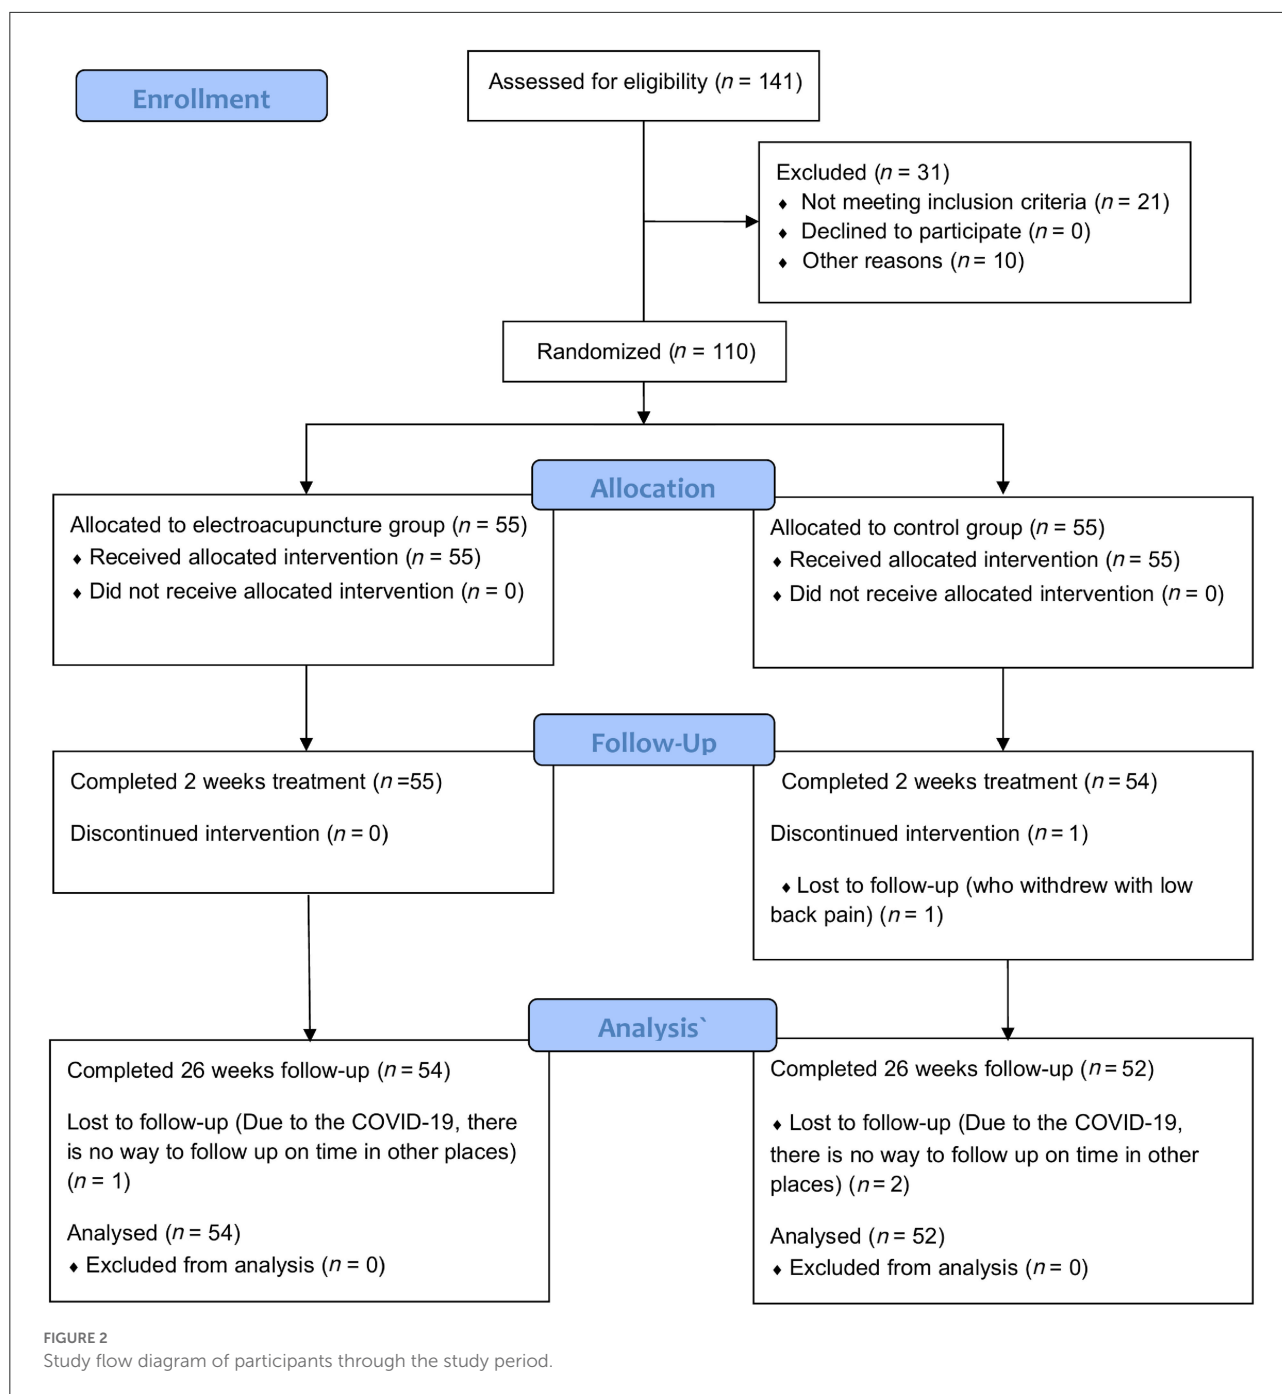 Enrollment
Assessed for eligibility (n = 141)
Excluded (n = 31)
♦ Not meeting inclusion criteria (n = 21)
♦ Declined to participate (n = 0)
♦ Other reasons (n = 10)
Randomized (n = 110)
Allocation
Allocated to electroacupuncture group (n = 55)
♦ Received allocated intervention (n = 55)
♦ Did not receive allocated intervention (n = 0)
Allocated to control group (n = 55)
♦ Received allocated intervention (n = 55)
♦ Did not receive allocated intervention (n = 0)
Follow-Up
Completed 2 weeks treatment (n =55)
Discontinued intervention (n = 0)
Completed 2 weeks treatment (n = 54)
Discontinued intervention (n = 1)
♦ Lost to follow-up (who withdrew with low
back pain) (n = 1)
Analysis`
Completed 26 weeks follow-up (n = 54)
Lost to follow-up (Due to the COVID-19, there
is no way to follow up on time in other places)
(n = 1)
Analysed (n = 54)
♦ Excluded from analysis (n = 0)
Completed 26 weeks follow-up (n = 52)
♦ Lost to follow-up (Due to the COVID-19,
there is no way to follow up on time in other
places) (n = 2)
Analysed (n = 52)
♦ Excluded from analysis (n = 0)
FIGURE 2
Study flow diagram of participants through the study period.